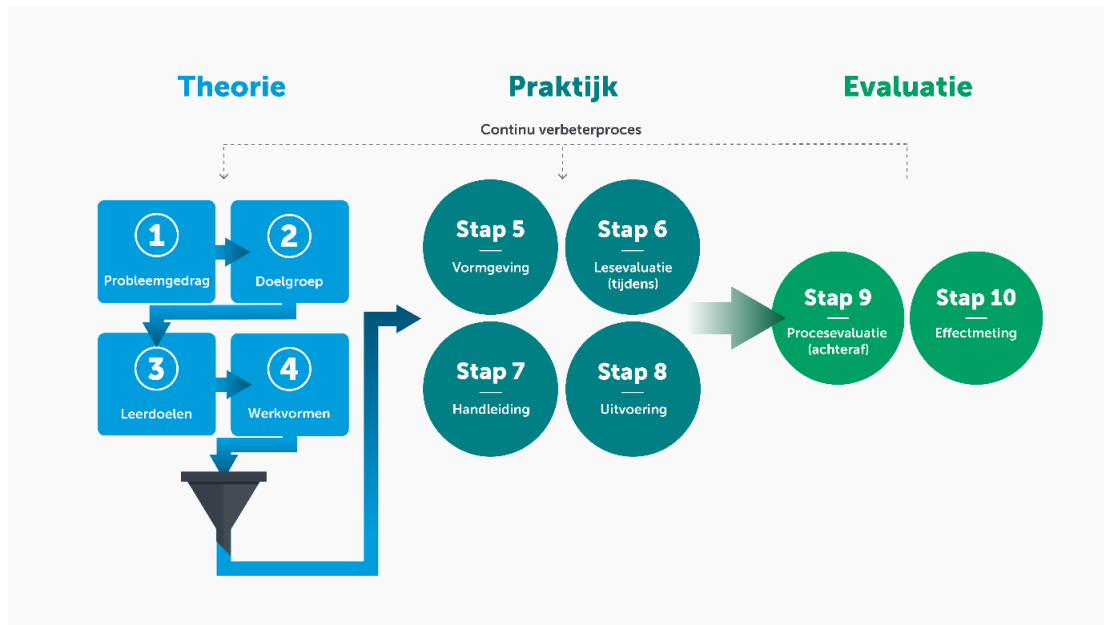 Theorie
Praktijk
Evaluatie
Continu verbeterproces
1
Probleemgedrag
2
Doelgroep
3
Leerdoelen
4
Werkvormen
Stap 5
Vormgeving
Stap 6
Lesevaluatie
(tijdens)
Stap 7
Handleiding
Stap 8
Uitvoering
Stap 9
Procesevaluatie
(achteraf)
Stap 10
Effectmeting